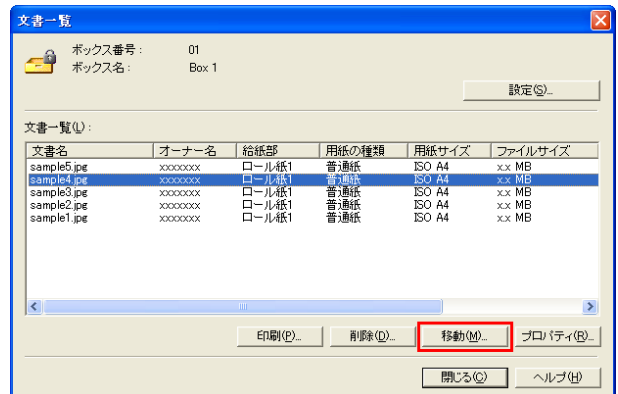 文書一覧
ボックス番号： 01
ボックス名： Box 1
設定(S)...
文書一覧(L)：
文書名 オーナー名 給紙部 用紙の種類 用紙サイズ ファイルサイズ
sample5.jpg xxxxxxx ロール紙1 普通紙 ISO A4 x.x MB
sample4.jpg xxxxxxx ロール紙1 普通紙 ISO A4 x.x MB
sample3.jpg xxxxxxx ロール紙1 普通紙 ISO A4 x.x MB
sample2.jpg xxxxxxx ロール紙1 普通紙 ISO A4 x.x MB
sample1.jpg xxxxxxx ロール紙1 普通紙 ISO A4 x.x MB
印刷(P)... 削除(D)... 移動(M)... プロパティ(R)...
閉じる(C) ヘルプ(H)